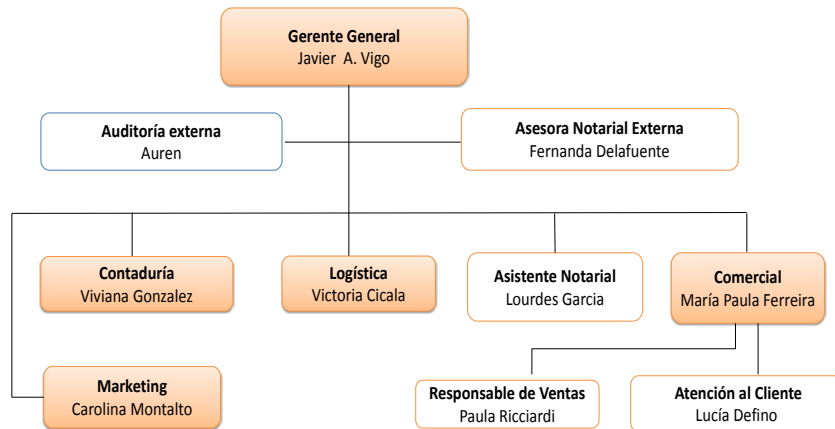 Gerente General
Javier A. Vigo
Auditoría externa
Auren
Asesora Notarial Externa
Fernanda Delafuente
Contaduría
Viviana Gonzalez
Logística
Victoria Cicala
Asistente Notarial
Lourdes Garcia
Comercial
María Paula Ferreira
Marketing
Carolina Montalto
Responsable de Ventas
Paula Ricciardi
Atención al Cliente
Lucía Defino